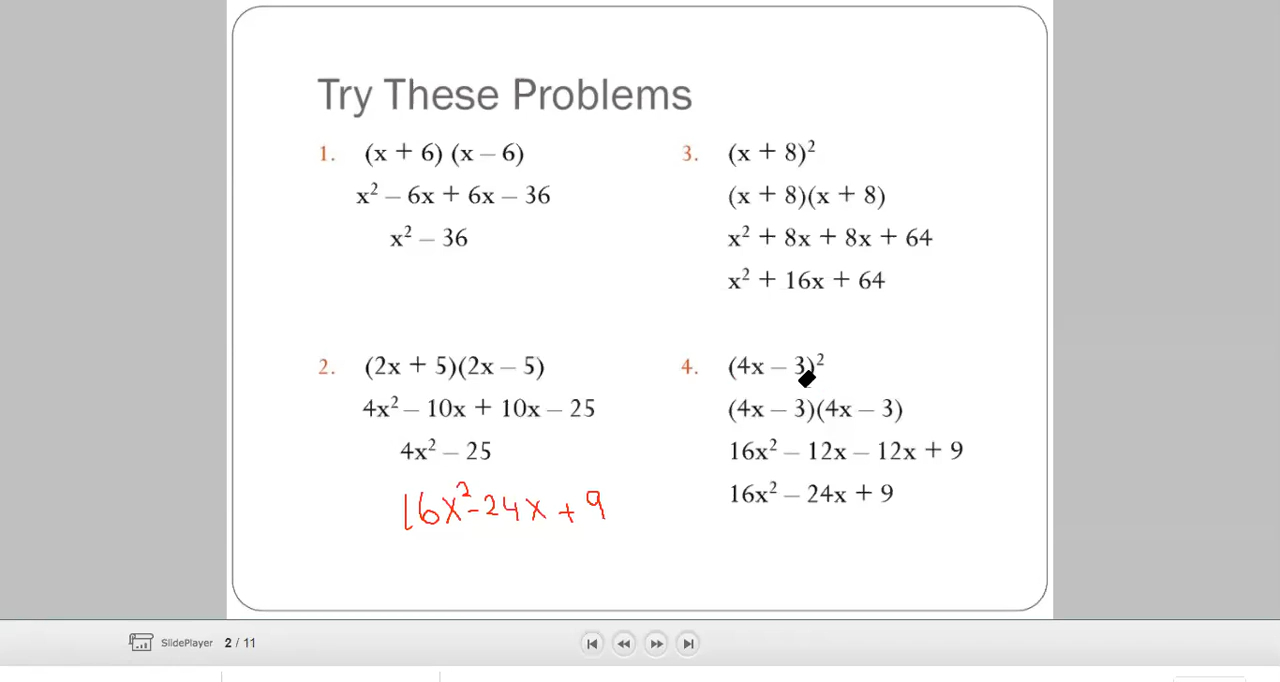 Try These Problems
1. (x + 6) (x – 6)
x² – 6x + 6x – 36
x² – 36
2. (2x + 5)(2x – 5)
4x² – 10x + 10x – 25
4x² – 25
16x² - 24x + 9
3. (x + 8)²
(x + 8)(x + 8)
x² + 8x + 8x + 64
x² + 16x + 64
4. (4x – 3)²
(4x – 3)(4x – 3)
16x² – 12x – 12x + 9
16x² – 24x + 9
SlidePlayer 2 / 11